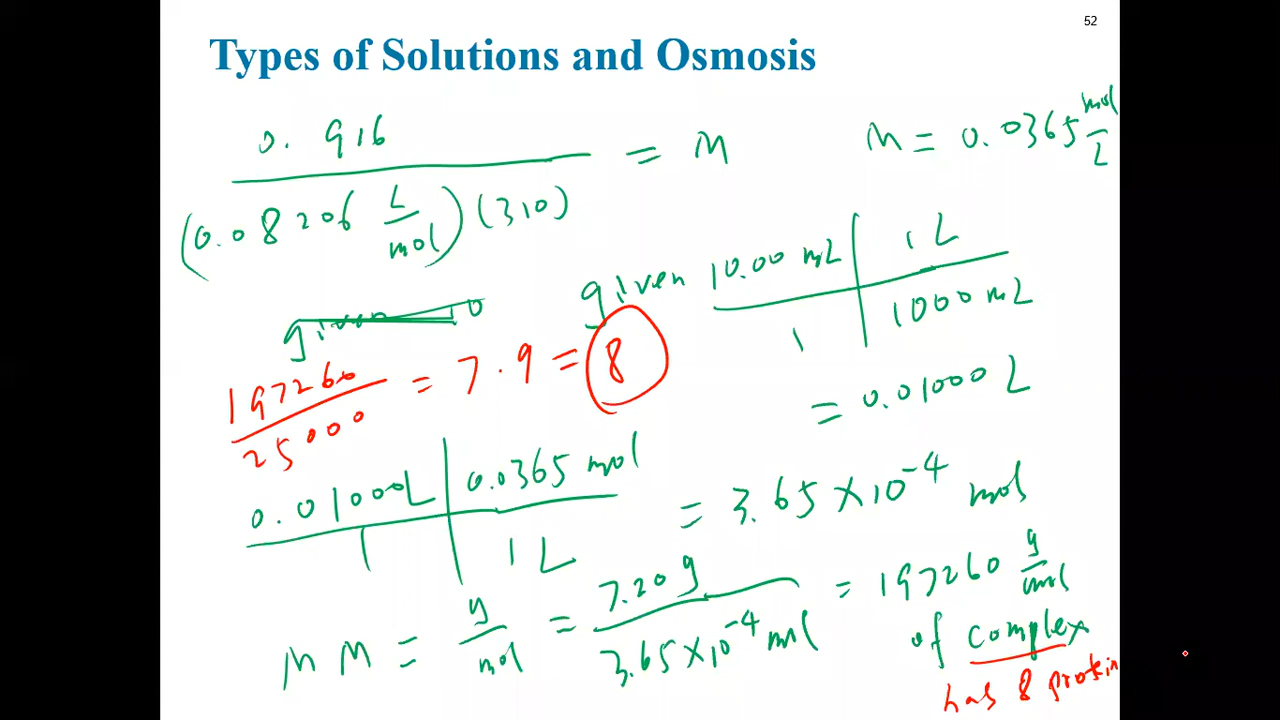 52
Types of Solutions and Osmosis
0.916 / (0.08206 L/mol)(310) = M
M = 0.0365 mol/L
given 10.00 mL | 1 L
1 | 1000 mL
= 0.01000 L
given 0
197260 / 25000 = 7.9 = 8
0.01000L | 0.0365 mol
1 | 1 L
= 3.65 × 10⁻⁴ mol
MM = g/mol = 7.20 g / 3.65×10⁻⁴ mol = 197260 g/mol
of complex
has 8 protein